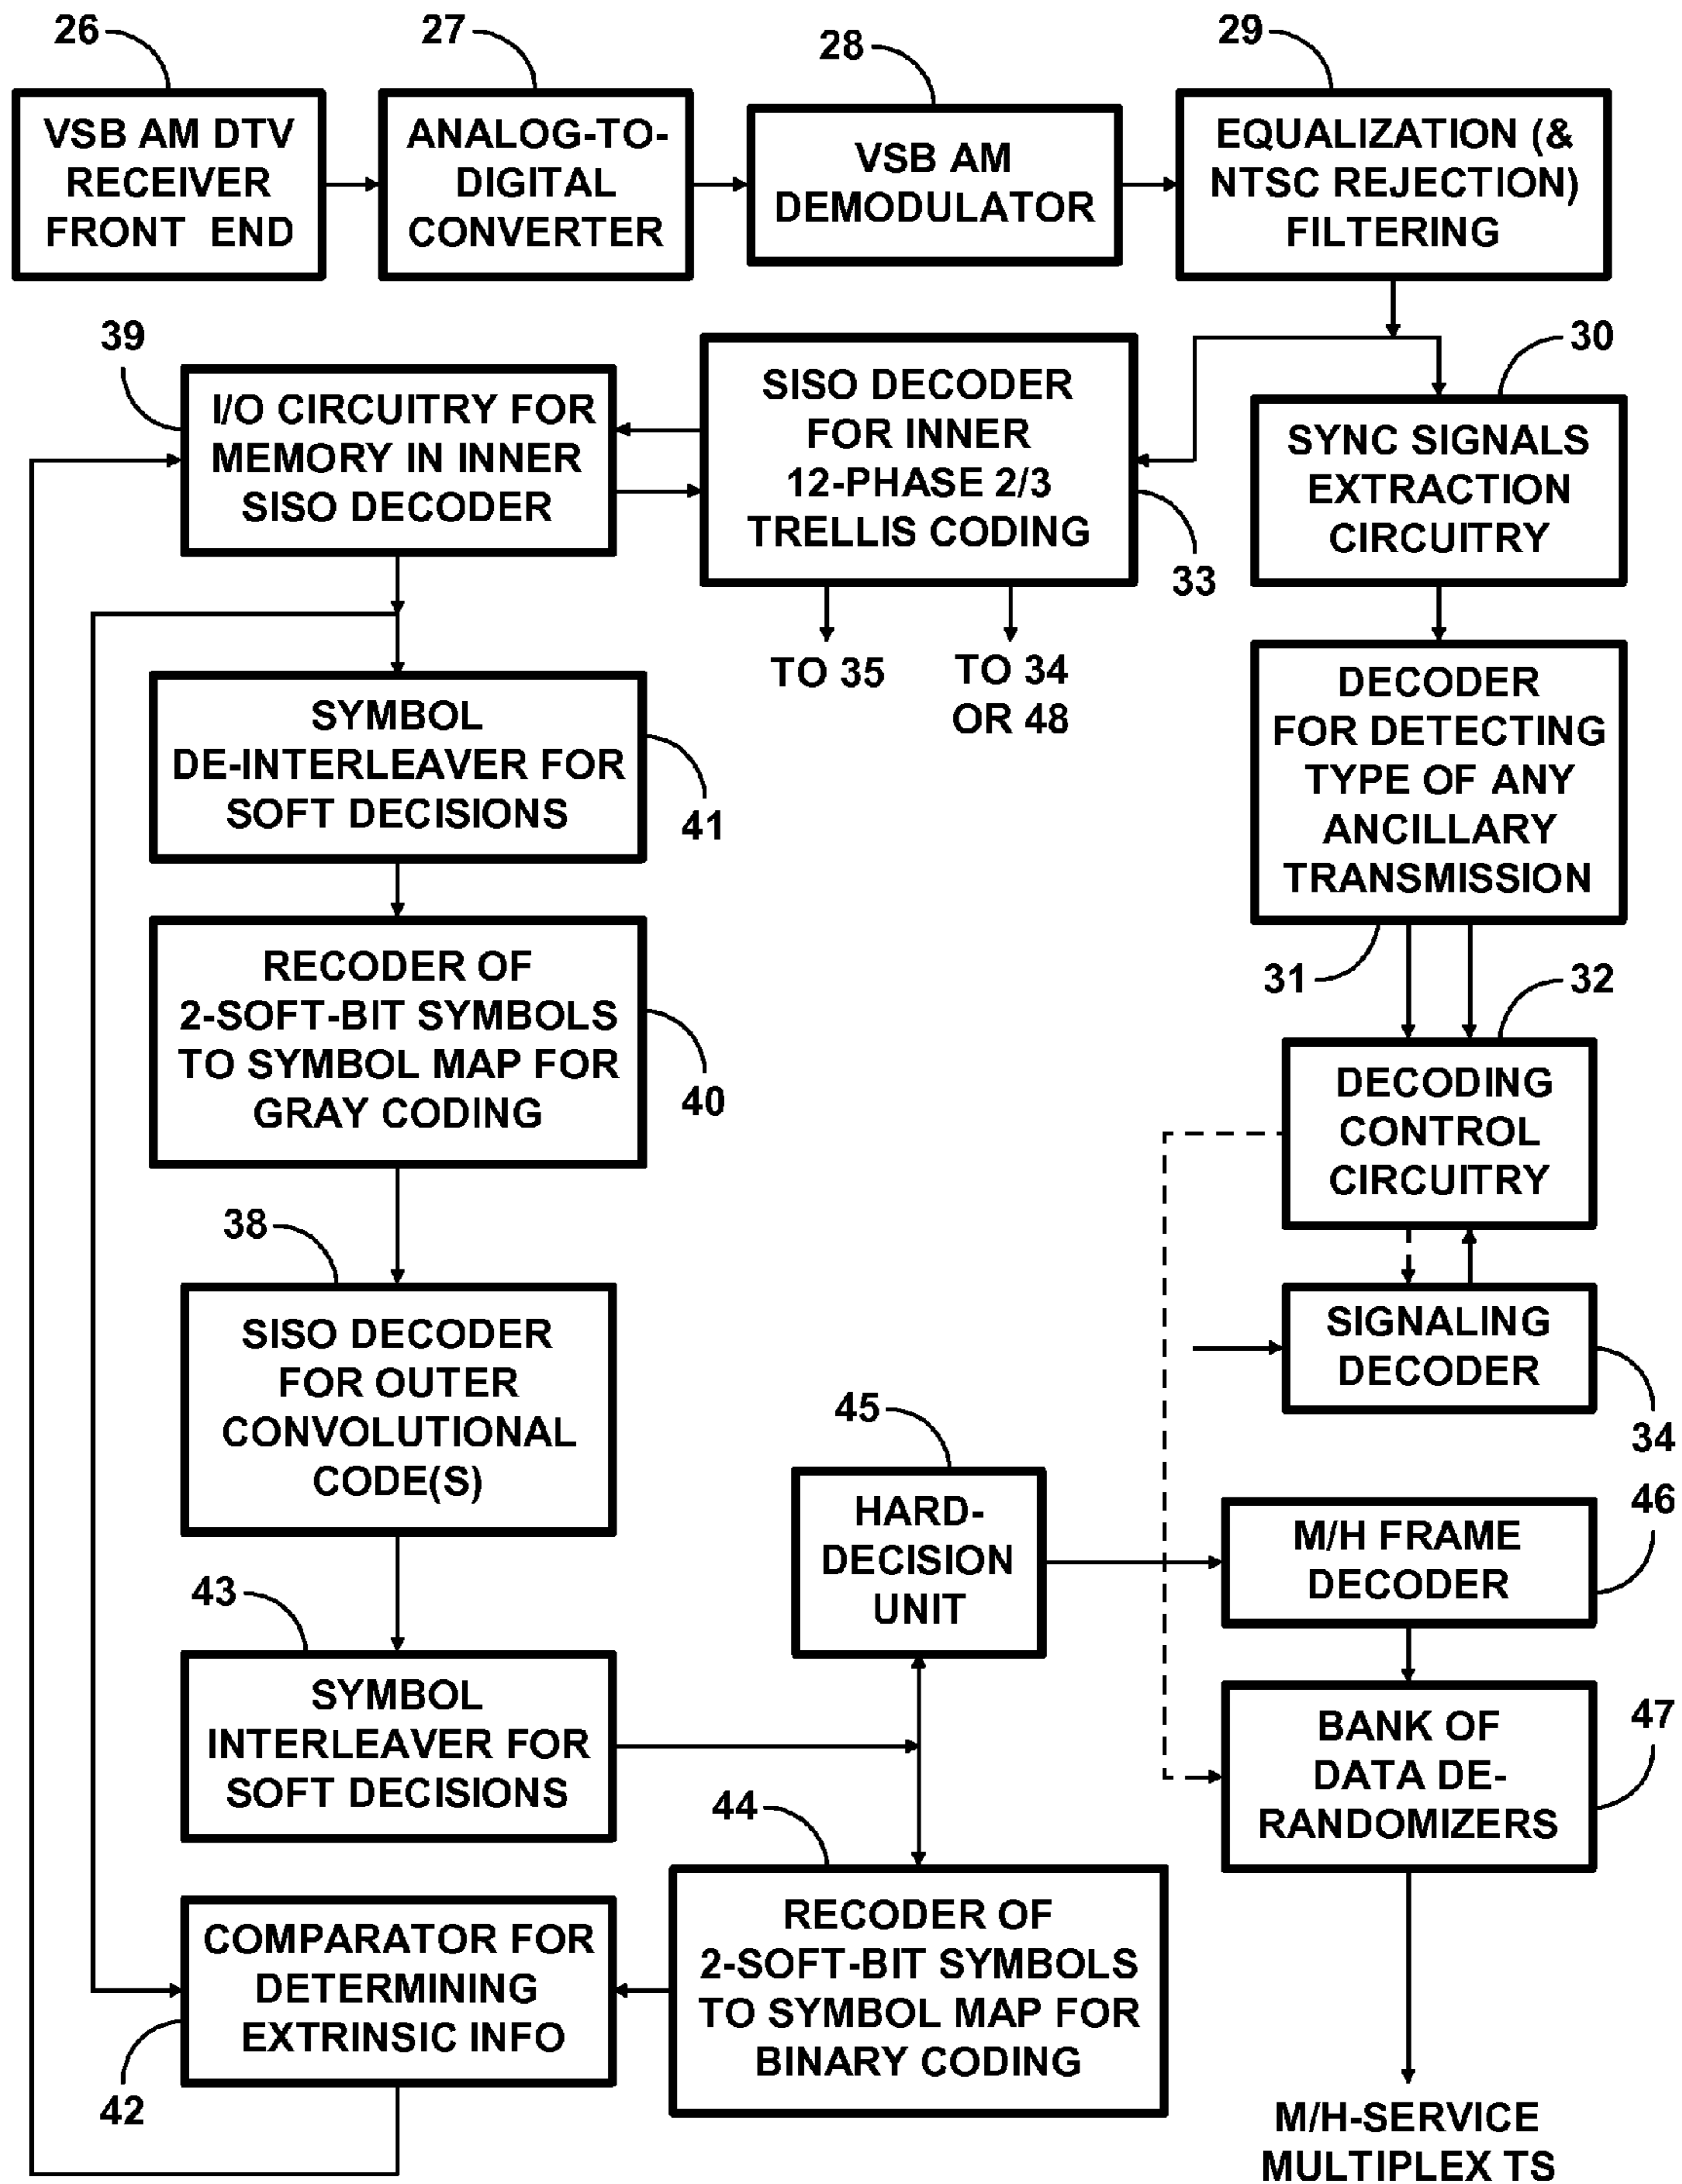 26
27
28
29
VSB AM DTV
RECEIVER
FRONT END
ANALOG-TO-
DIGITAL
CONVERTER
VSB AM
DEMODULATOR
EQUALIZATION (&
NTSC REJECTION)
FILTERING
39
I/O CIRCUITRY FOR
MEMORY IN INNER
SISO DECODER
SISO DECODER
FOR INNER
12-PHASE 2/3
TRELLIS CODING
33
30
SYNC SIGNALS
EXTRACTION
CIRCUITRY
TO 35
TO 34
OR 48
SYMBOL
DE-INTERLEAVER FOR
SOFT DECISIONS
41
DECODER
FOR DETECTING
TYPE OF ANY
ANCILLARY
TRANSMISSION
31
32
RECODER OF
2-SOFT-BIT SYMBOLS
TO SYMBOL MAP FOR
GRAY CODING
40
DECODING
CONTROL
CIRCUITRY
38
SISO DECODER
FOR OUTER
CONVOLUTIONAL
CODE(S)
SIGNALING
DECODER
34
45
HARD-
DECISION
UNIT
46
M/H FRAME
DECODER
43
SYMBOL
INTERLEAVER FOR
SOFT DECISIONS
47
BANK OF
DATA DE-
RANDOMIZERS
44
RECODER OF
2-SOFT-BIT SYMBOLS
TO SYMBOL MAP FOR
BINARY CODING
COMPARATOR FOR
DETERMINING
EXTRINSIC INFO
42
M/H-SERVICE
MULTIPLEX TS